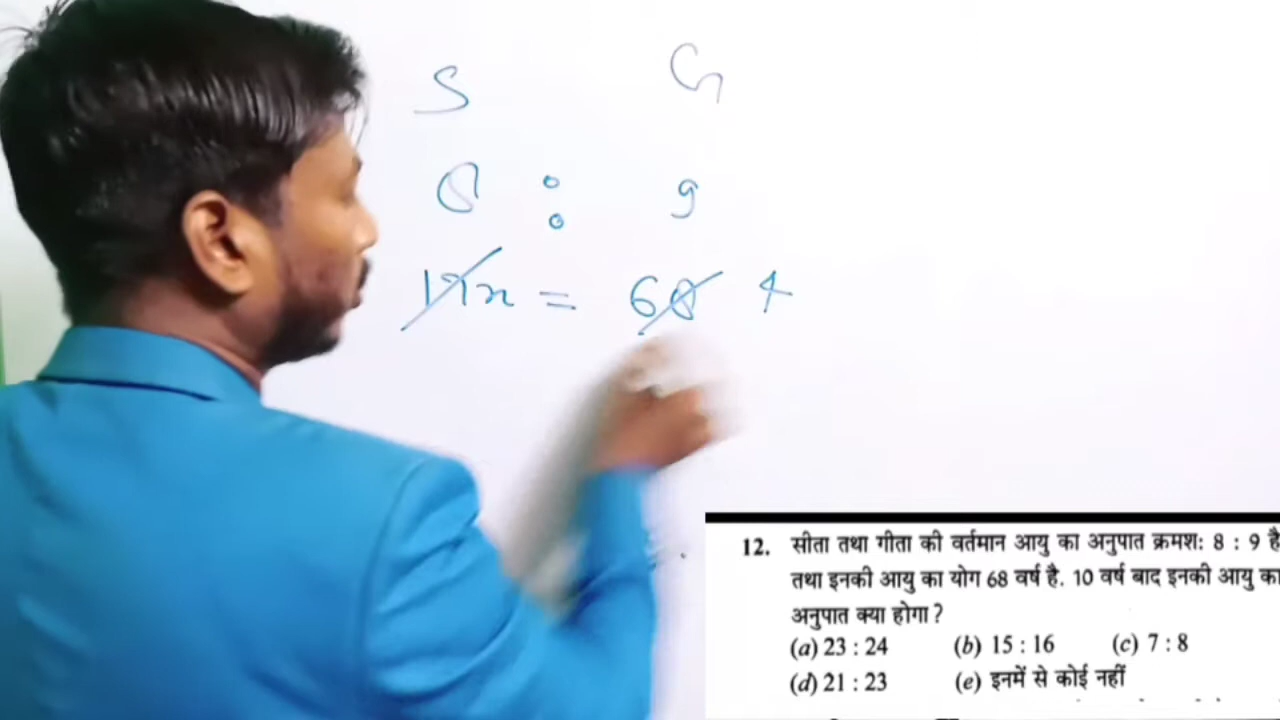 S G
8 : 9
17x = 68 4
12. सीता तथा गीता की वर्तमान आयु का अनुपात क्रमश: 8 : 9 है
तथा इनकी आयु का योग 68 वर्ष है. 10 वर्ष बाद इनकी आयु का
अनुपात क्या होगा ?
(a) 23 : 24 (b) 15 : 16 (c) 7 : 8
(d) 21 : 23 (e) इनमें से कोई नहीं